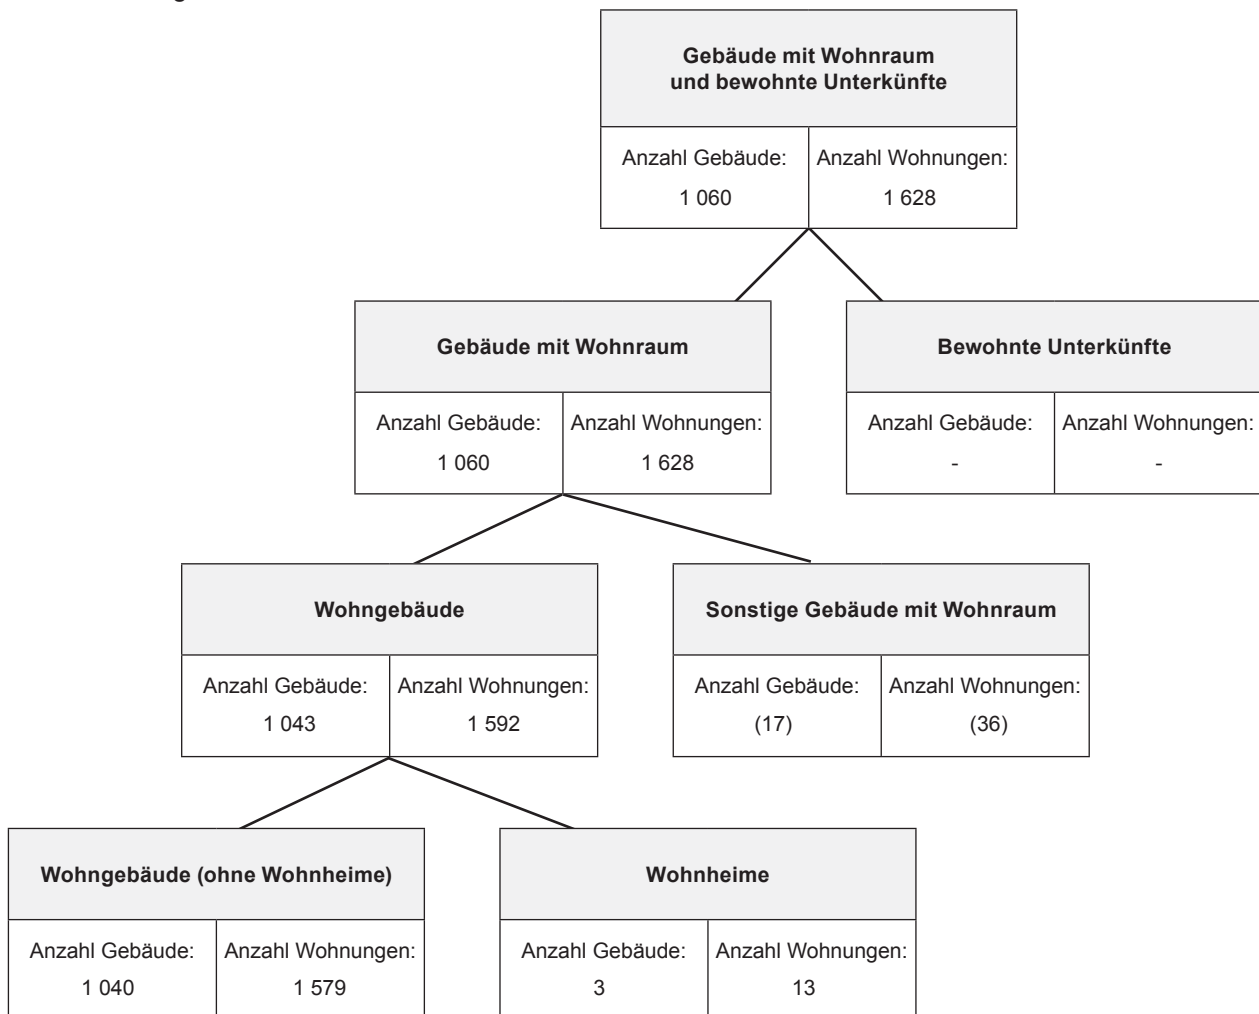 Gebäude mit Wohnraum
und bewohnte Unterkünfte
Anzahl Gebäude: Anzahl Wohnungen:
1 060 1 628
Gebäude mit Wohnraum Bewohnte Unterkünfte
Anzahl Gebäude: Anzahl Wohnungen: Anzahl Gebäude: Anzahl Wohnungen:
1 060 1 628 - -
Wohngebäude Sonstige Gebäude mit Wohnraum
Anzahl Gebäude: Anzahl Wohnungen: Anzahl Gebäude: Anzahl Wohnungen:
1 043 1 592 (17) (36)
Wohngebäude (ohne Wohnheime) Wohnheime
Anzahl Gebäude: Anzahl Wohnungen: Anzahl Gebäude: Anzahl Wohnungen:
1 040 1 579 3 13